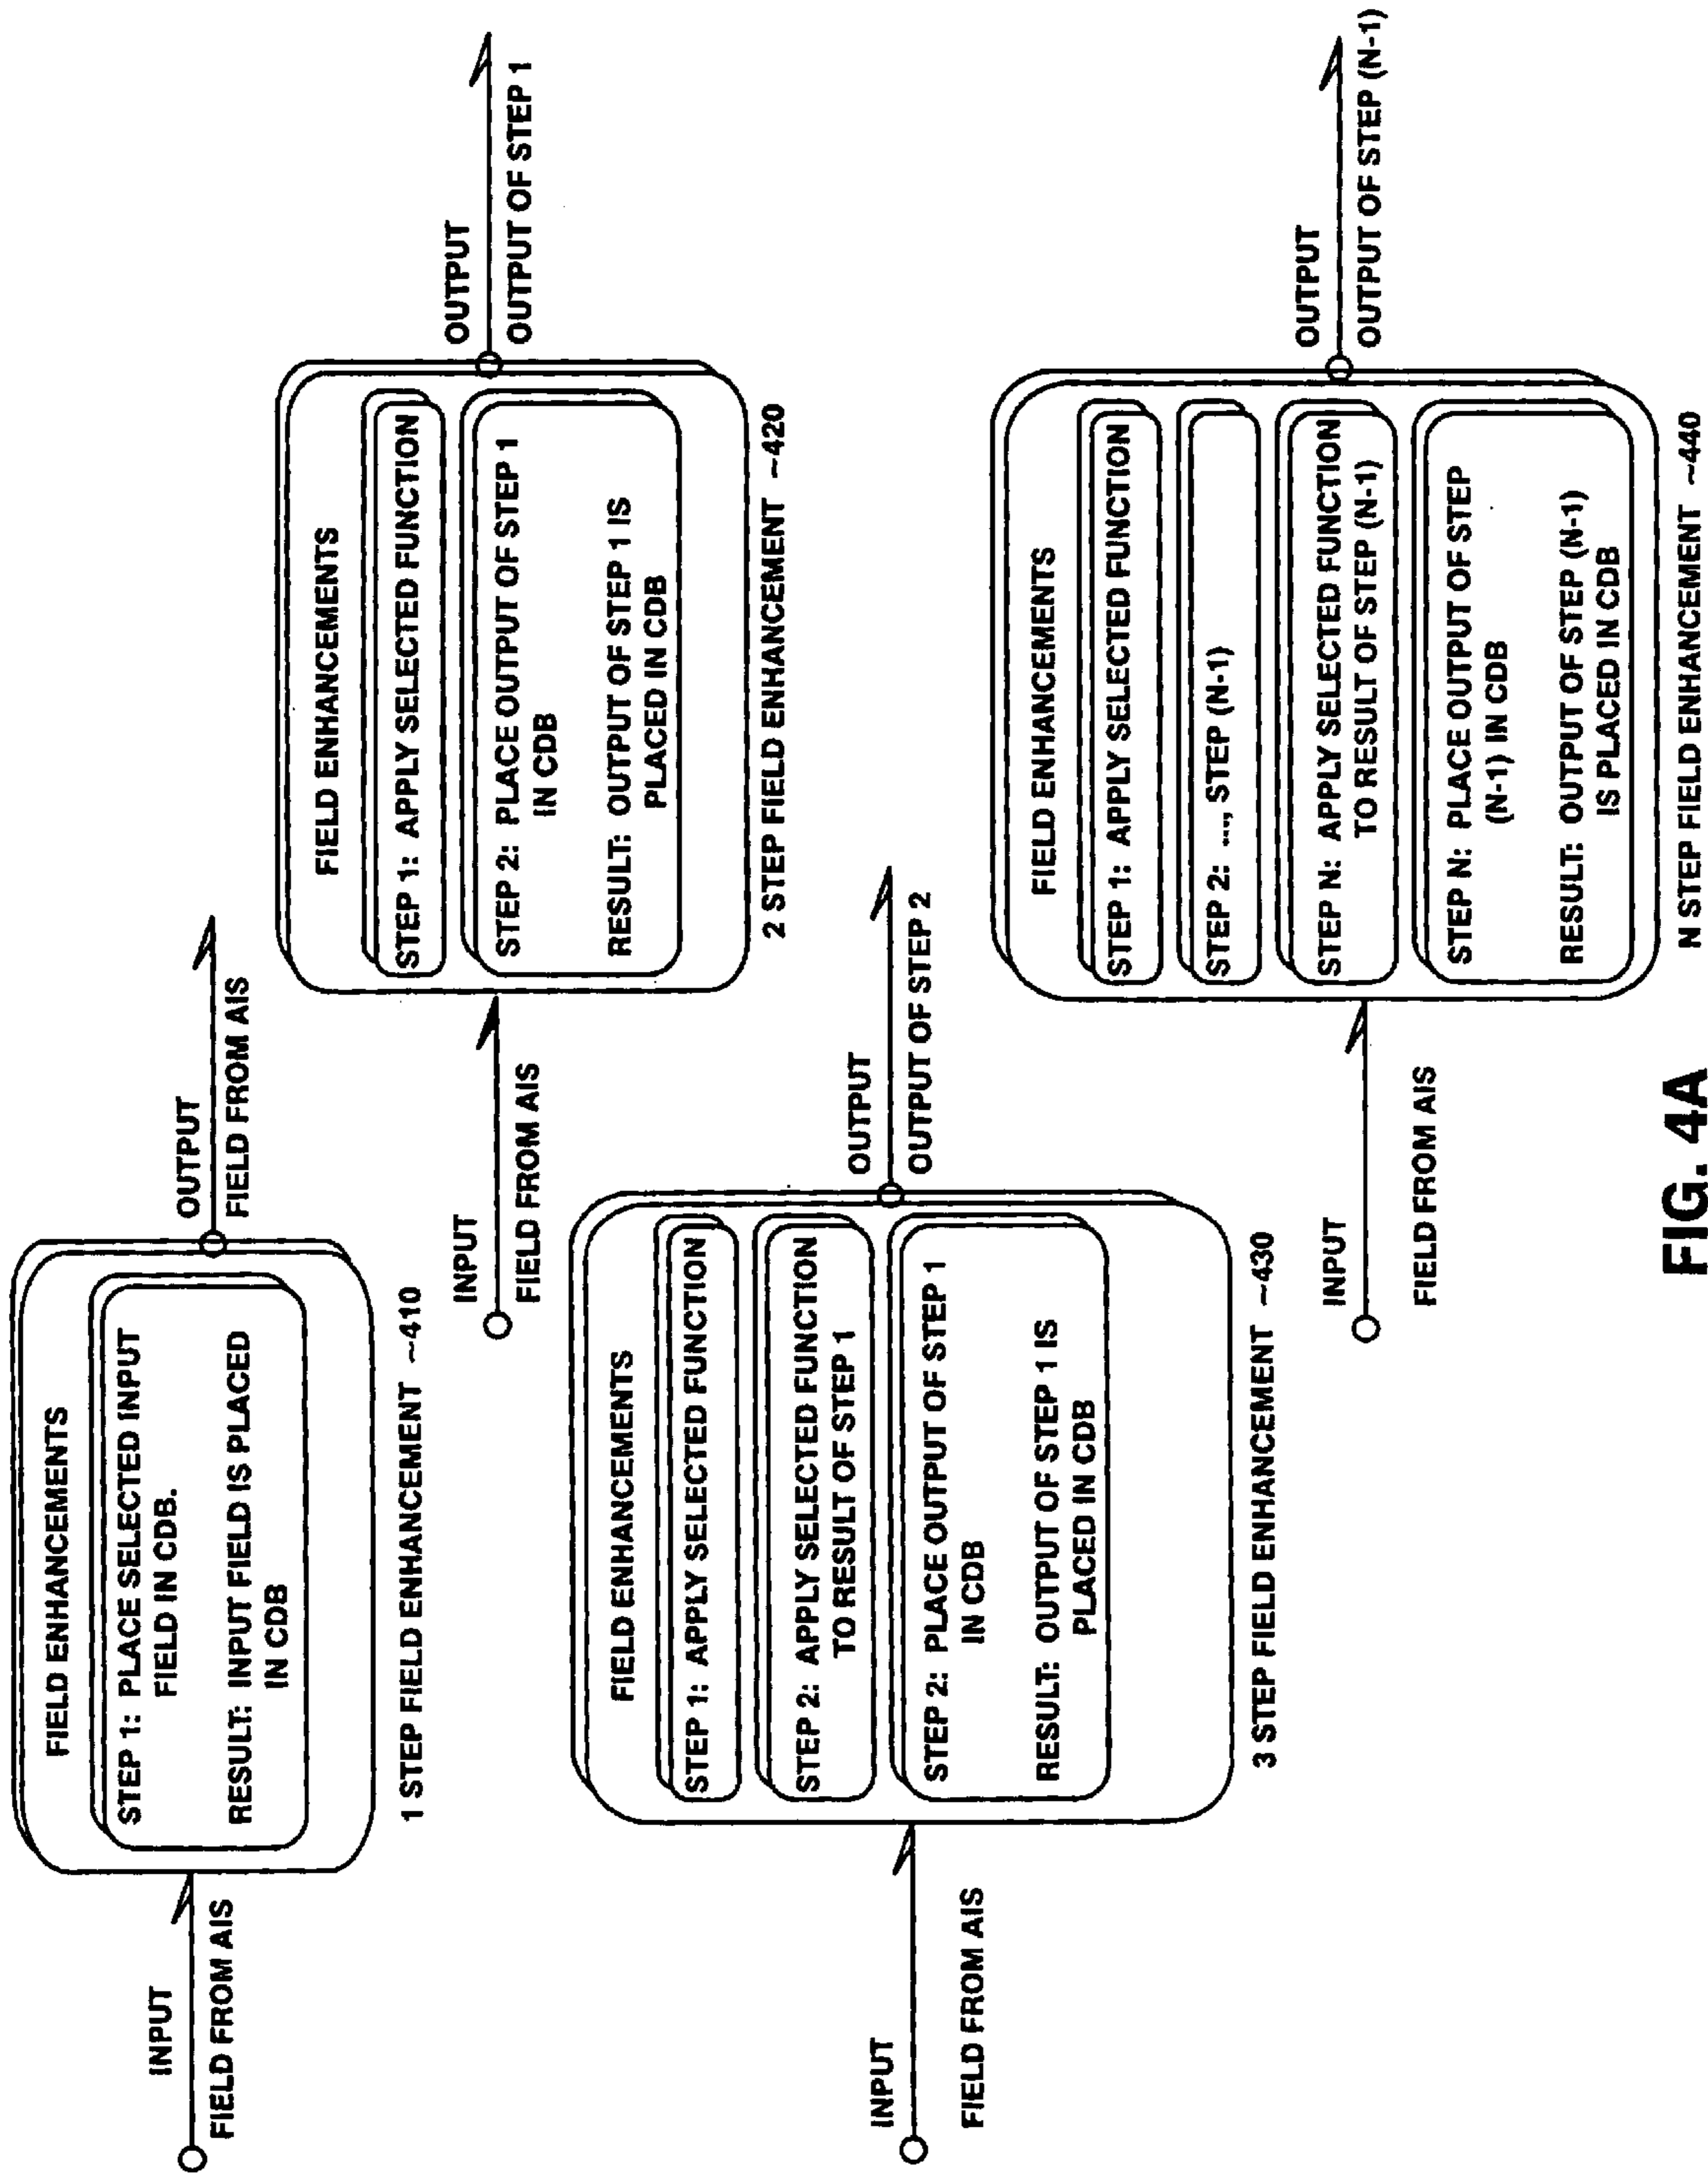 INPUT
FIELD FROM AIS
FIELD ENHANCEMENTS
STEP 1: PLACE SELECTED INPUT
FIELD IN CDB.
RESULT: INPUT FIELD IS PLACED
IN CDB
1 STEP FIELD ENHANCEMENT ~410
OUTPUT
FIELD FROM AIS
INPUT
FIELD FROM AIS
FIELD ENHANCEMENTS
STEP 1: APPLY SELECTED FUNCTION
STEP 2: PLACE OUTPUT OF STEP 1
IN CDB
RESULT: OUTPUT OF STEP 1 IS
PLACED IN CDB
2 STEP FIELD ENHANCEMENT ~420
OUTPUT
OUTPUT OF STEP 1
INPUT
FIELD FROM AIS
FIELD ENHANCEMENTS
STEP 1: APPLY SELECTED FUNCTION
STEP 2: APPLY SELECTED FUNCTION
TO RESULT OF STEP 1
STEP 2: PLACE OUTPUT OF STEP 1
IN CDB
RESULT: OUTPUT OF STEP 1 IS
PLACED IN CDB
3 STEP FIELD ENHANCEMENT ~430
OUTPUT
OUTPUT OF STEP 2
INPUT
FIELD FROM AIS
FIELD ENHANCEMENTS
STEP 1: APPLY SELECTED FUNCTION
STEP 2: ..., STEP (N-1)
STEP N: APPLY SELECTED FUNCTION
TO RESULT OF STEP (N-1)
STEP N: PLACE OUTPUT OF STEP
(N-1) IN CDB
RESULT: OUTPUT OF STEP (N-1)
IS PLACED IN CDB
N STEP FIELD ENHANCEMENT ~440
OUTPUT
OUTPUT OF STEP (N-1)
FIG. 4A